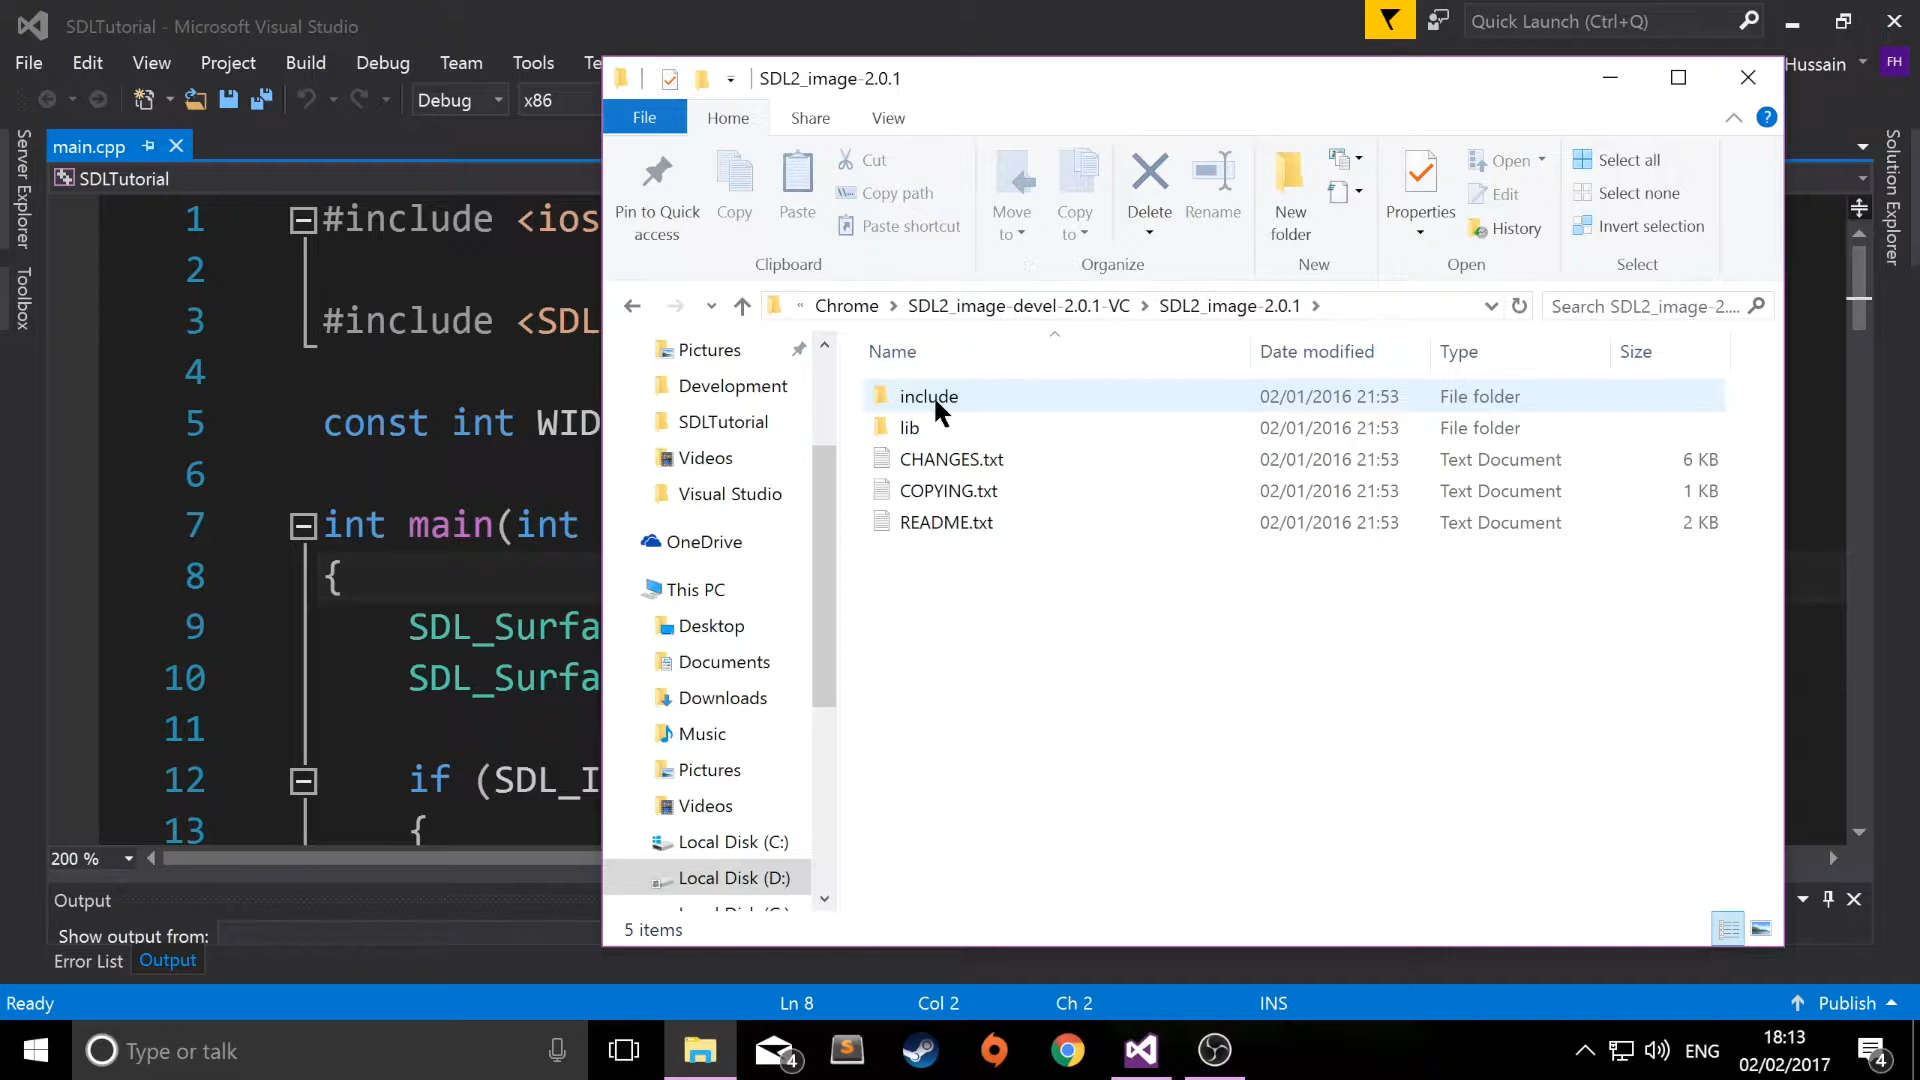 SDLTutorial - Microsoft Visual Studio
Quick Launch (Ctrl+Q)
File Edit View Project Build Debug Team Tools Te
Hussain FH
Debug x86
main.cpp
SDLTutorial
Server Explorer
Toolbox
Solution Explorer
1 #include <ios
2
3 #include <SDL
4
5 const int WID
6
7 int main(int
8 {
9 SDL_Surfa
10 SDL_Surfa
11
12 if (SDL_I
13 {
200 %
Output
Show output from:
Error List Output
Ready Ln 8 Col 2 Ch 2 INS Publish
SDL2_image-2.0.1
File Home Share View
Pin to Quick access
Copy
Paste
Cut
Copy path
Paste shortcut
Clipboard
Move to
Copy to
Delete
Rename
Organize
New folder
New
Properties
Open
Edit
History
Open
Select all
Select none
Invert selection
Select
« Chrome SDL2_image-devel-2.0.1-VC SDL2_image-2.0.1
Search SDL2_image-2....
Pictures
Development
SDLTutorial
Videos
Visual Studio
OneDrive
This PC
Desktop
Documents
Downloads
Music
Pictures
Videos
Local Disk (C:)
Local Disk (D:)
Name Date modified Type Size
include 02/01/2016 21:53 File folder
lib 02/01/2016 21:53 File folder
CHANGES.txt 02/01/2016 21:53 Text Document 6 KB
COPYING.txt 02/01/2016 21:53 Text Document 1 KB
README.txt 02/01/2016 21:53 Text Document 2 KB
5 items
Type or talk
4
ENG
18:13
02/02/2017
4